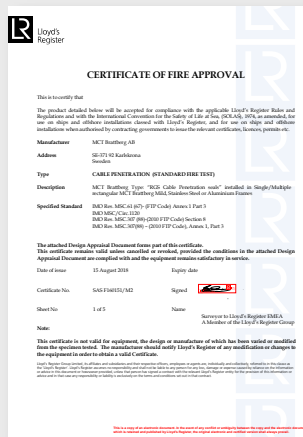 Lloyd's
Register
CERTIFICATE OF FIRE APPROVAL
This is to certify that
The product detailed below will be accepted for compliance with the applicable Lloyd's Register Rules and
Regulations and with the International Convention for the Safety of Life at Sea, (SOLAS), 1974, as amended, for
use on ships and offshore installations classed with Lloyd's Register, and for use on ships and offshore
installations when authorised by contracting governments to issue the relevant certificates, licences, permits etc.
Manufacturer MCT Brattberg AB
Address SE-371 92 Karlskrona
Sweden
Type CABLE PENETRATION (STANDARD FIRE TEST)
Description MCT Brattberg Type: "RGS Cable Penetration seals" installed in Single/Multiple
rectangular MCT Brattberg Mild, Stainless Steel or Aluminium Frames
Specified Standard IMO Res. MSC.61 (67)- (FTP Code) Annex 1 Part 3
IMO MSC/Circ. 1120
IMO Res. MSC.307 (88)-(2010 FTP Code) Section 8
IMO Res. MSC.307(88) – (2010 FTP Code), Annex 1, Part 3
The attached Design Appraisal Document forms part of this certificate.
This certificate remains valid unless cancelled or revoked, provided the conditions in the attached Design
Appraisal Document are complied with and the equipment remains satisfactory in service.
Date of issue 15 August 2018 Expiry date
Certificate No. SAS F160151/M2 Signed
Sheet No 1 of 5 Name
Surveyor to Lloyd's Register EMEA
A Member of the Lloyd's Register Group
Note:
This certificate is not valid for equipment, the design or manufacture of which has been varied or modified
from the specimen tested. The manufacturer should notify Lloyd's Register of any modification or changes to
the equipment in order to obtain a valid Certificate.